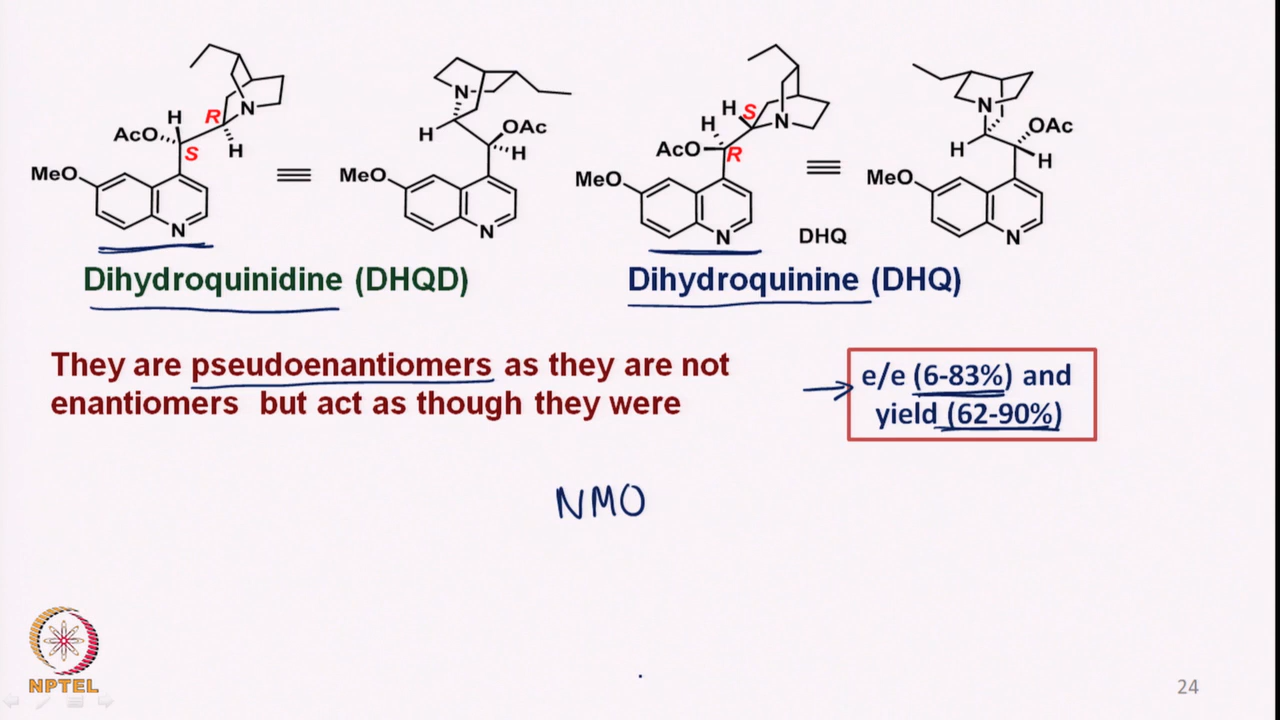 H
R
N
AcO
S
H
MeO
N
N
H
OAc
H
MeO
N
H
S
H
N
AcO
R
MeO
N
DHQ
N
H
OAc
H
MeO
N
Dihydroquinidine (DHQD)
Dihydroquinine (DHQ)
They are pseudoenantiomers as they are not
enantiomers but act as though they were
e/e (6-83%) and
yield (62-90%)
NMO
NPTEL
24